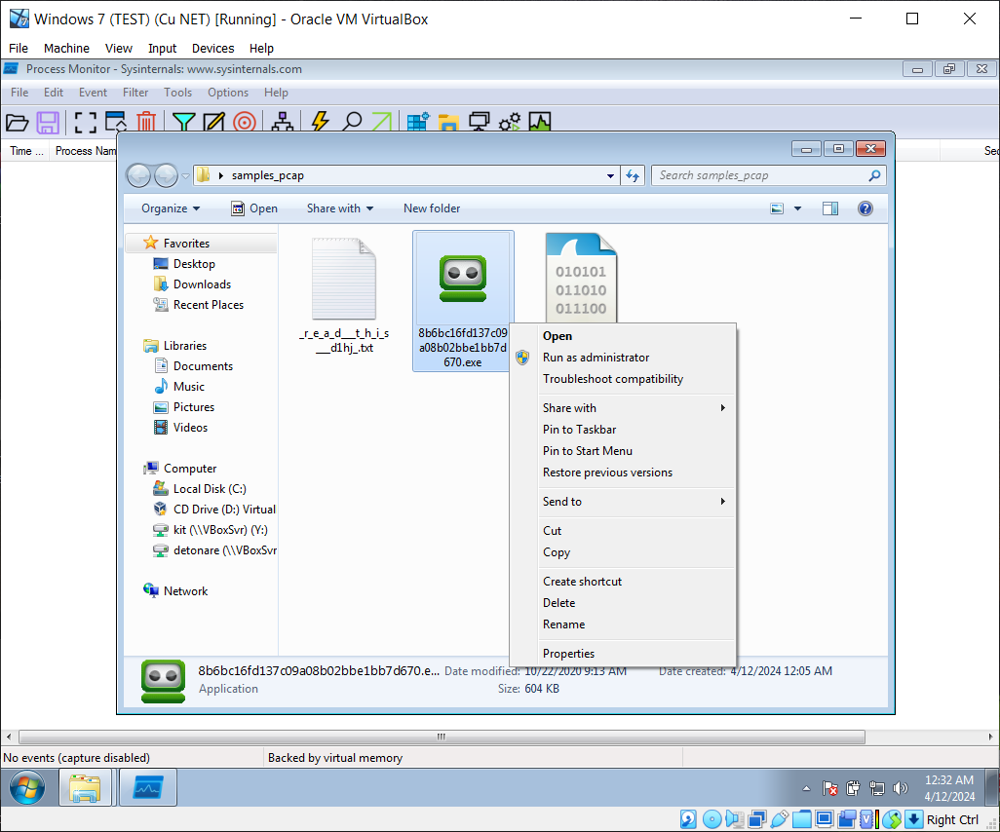 Windows 7 (TEST) (Cu NET) [Running] - Oracle VM VirtualBox
File Machine View Input Devices Help
Process Monitor - Sysinternals: www.sysinternals.com
File Edit Event Filter Tools Options Help
Time ... Process Nam Sec
samples_pcap
Search samples_pcap
Organize Open Share with New folder
Favorites
Desktop
Downloads
Recent Places
Libraries
Documents
Music
Pictures
Videos
Computer
Local Disk (C:)
CD Drive (D:) Virtual
kit (\\VBoxSvr) (Y:)
detonare (\\VBoxSvr
Network
_r_e_a_d___t_h_i_s
___d1hj_.txt
8b6bc16fd137c09
a08b02bbe1bb7d
670.exe
010101
011010
011100
Open
Run as administrator
Troubleshoot compatibility
Share with
Pin to Taskbar
Pin to Start Menu
Restore previous versions
Send to
Cut
Copy
Create shortcut
Delete
Rename
Properties
8b6bc16fd137c09a08b02bbe1bb7d670.e... Date modified: 10/22/2020 9:13 AM Date created: 4/12/2024 12:05 AM
Application Size: 604 KB
No events (capture disabled) Backed by virtual memory
12:32 AM
4/12/2024
Right Ctrl